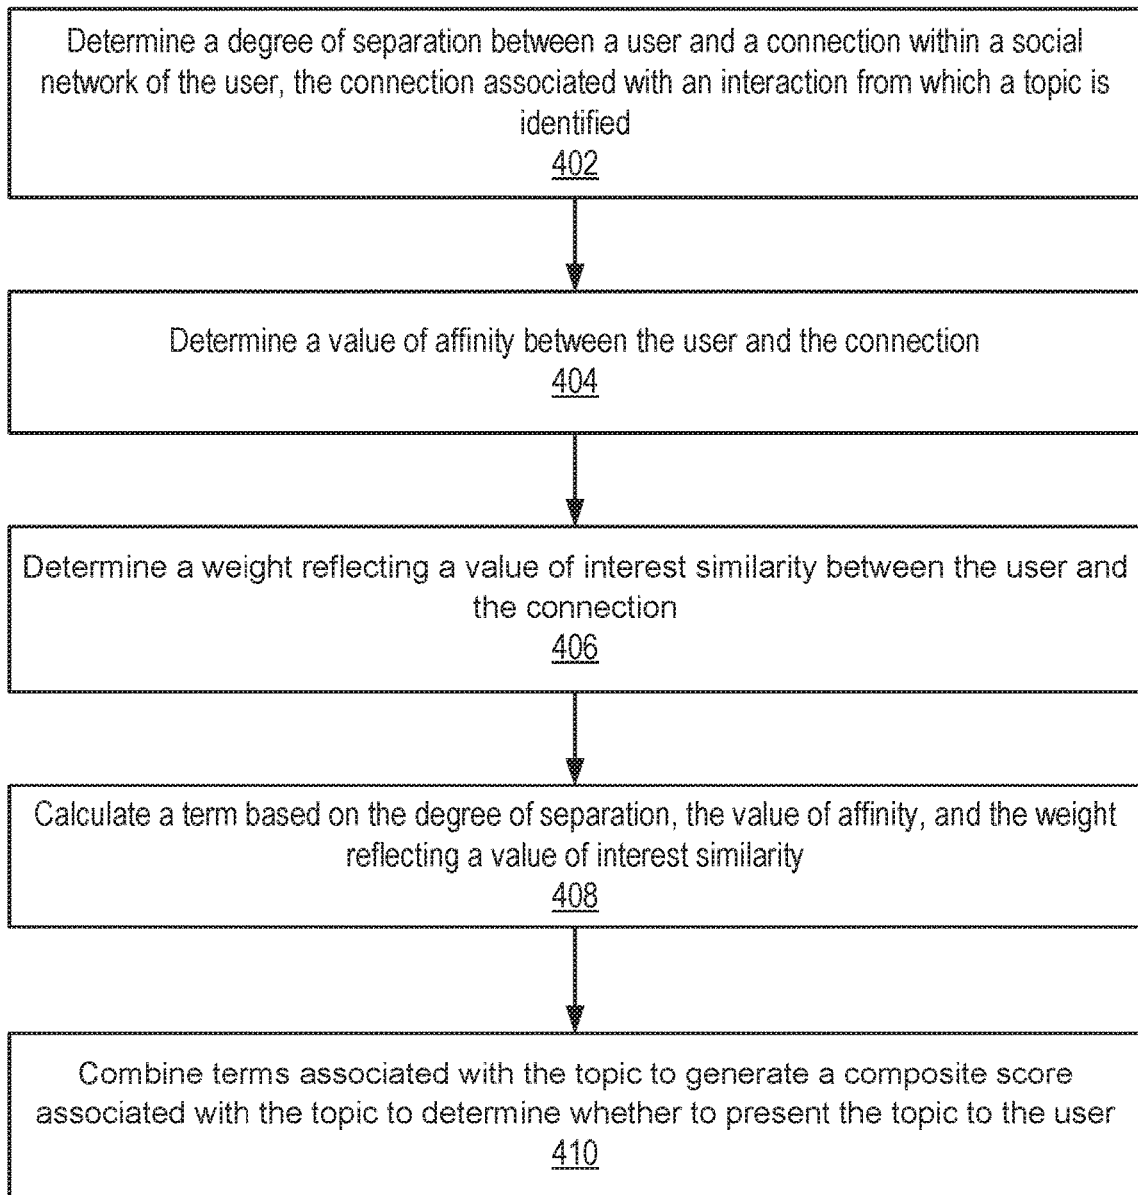 Determine a degree of separation between a user and a connection within a social
network of the user, the connection associated with an interaction from which a topic is
identified
402
Determine a value of affinity between the user and the connection
404
Determine a weight reflecting a value of interest similarity between the user and
the connection
406
Calculate a term based on the degree of separation, the value of affinity, and the weight
reflecting a value of interest similarity
408
Combine terms associated with the topic to generate a composite score
associated with the topic to determine whether to present the topic to the user
410